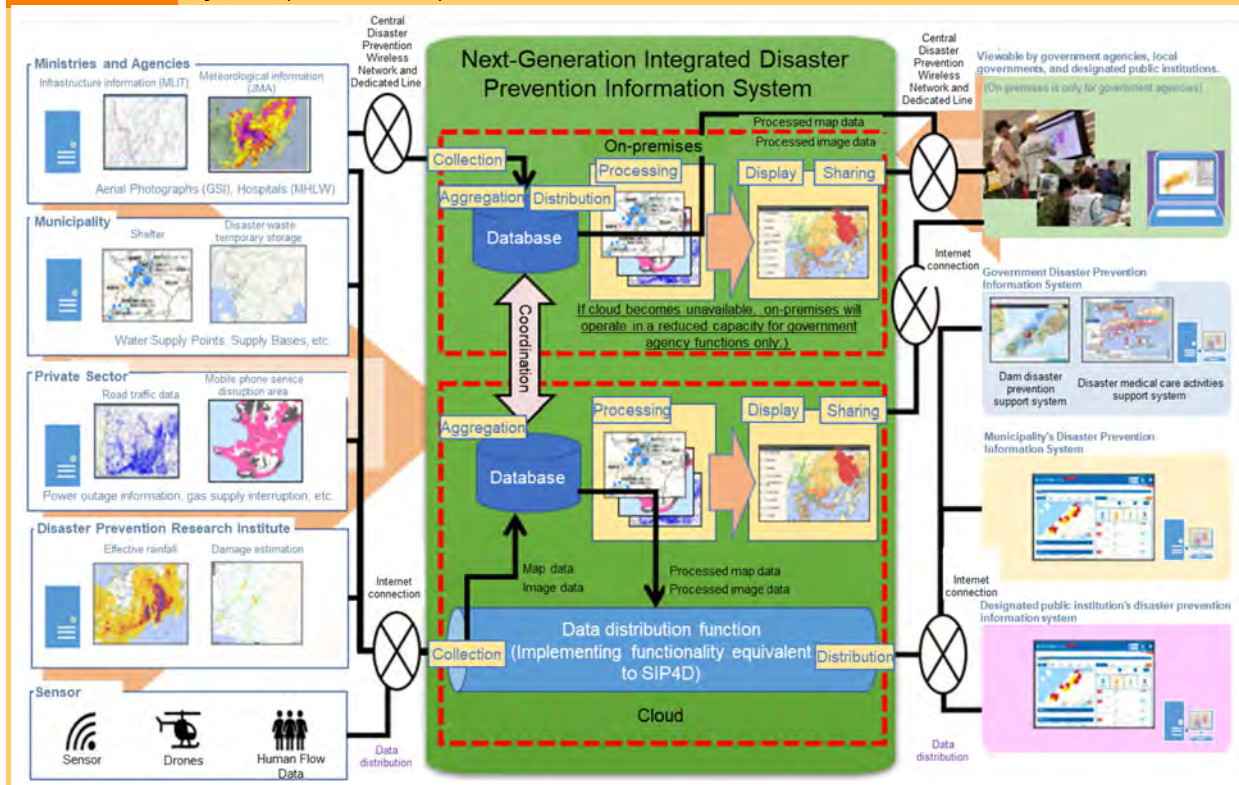 Central
Disaster
Prevention
Wireless
Network and
Dedicated Line
Ministries and Agencies
Infrastructure information (MLIT)
Meteorological information
(JMA)
Aerial Photographs (GSI), Hospitals (MHLW)
Municipality
Shelter
Disaster waste
temporary storage
Water Supply Points, Supply Bases, etc.
Private Sector
Road traffic data
Mobile phone service
disruption area
Power outage information, gas supply interruption, etc.
Disaster Prevention Research Institute
Effective rainfall
Damage estimation
Sensor
Sensor
Drones
Human Flow
Data
Internet
connection
Data
distribution
Next-Generation Integrated Disaster
Prevention Information System
Processed map data
Processed image data
On-premises
Collection
Aggregation
Distribution
Database
Processing
Display
Sharing
If cloud becomes unavailable, on-premises will
operate in a reduced capacity for government
agency functions only.)
Coordination
Aggregation
Database
Processing
Display
Sharing
Map data
Image data
Processed map data
Processed image data
Collection
Data distribution function
(Implementing functionality equivalent
to SIP4D)
Distribution
Cloud
Central
Disaster
Prevention
Wireless
Network and
Dedicated Line
Viewable by government agencies, local
governments, and designated public institutions.
(On-premises is only for government agencies)
Internet
connection
Government Disaster Prevention
Information System
Dam disaster
prevention
support system
Disaster medical care activities
support system
Municipality's Disaster Prevention
Information System
Internet
connection
Designated public institution's disaster prevention
information system
Data
distribution